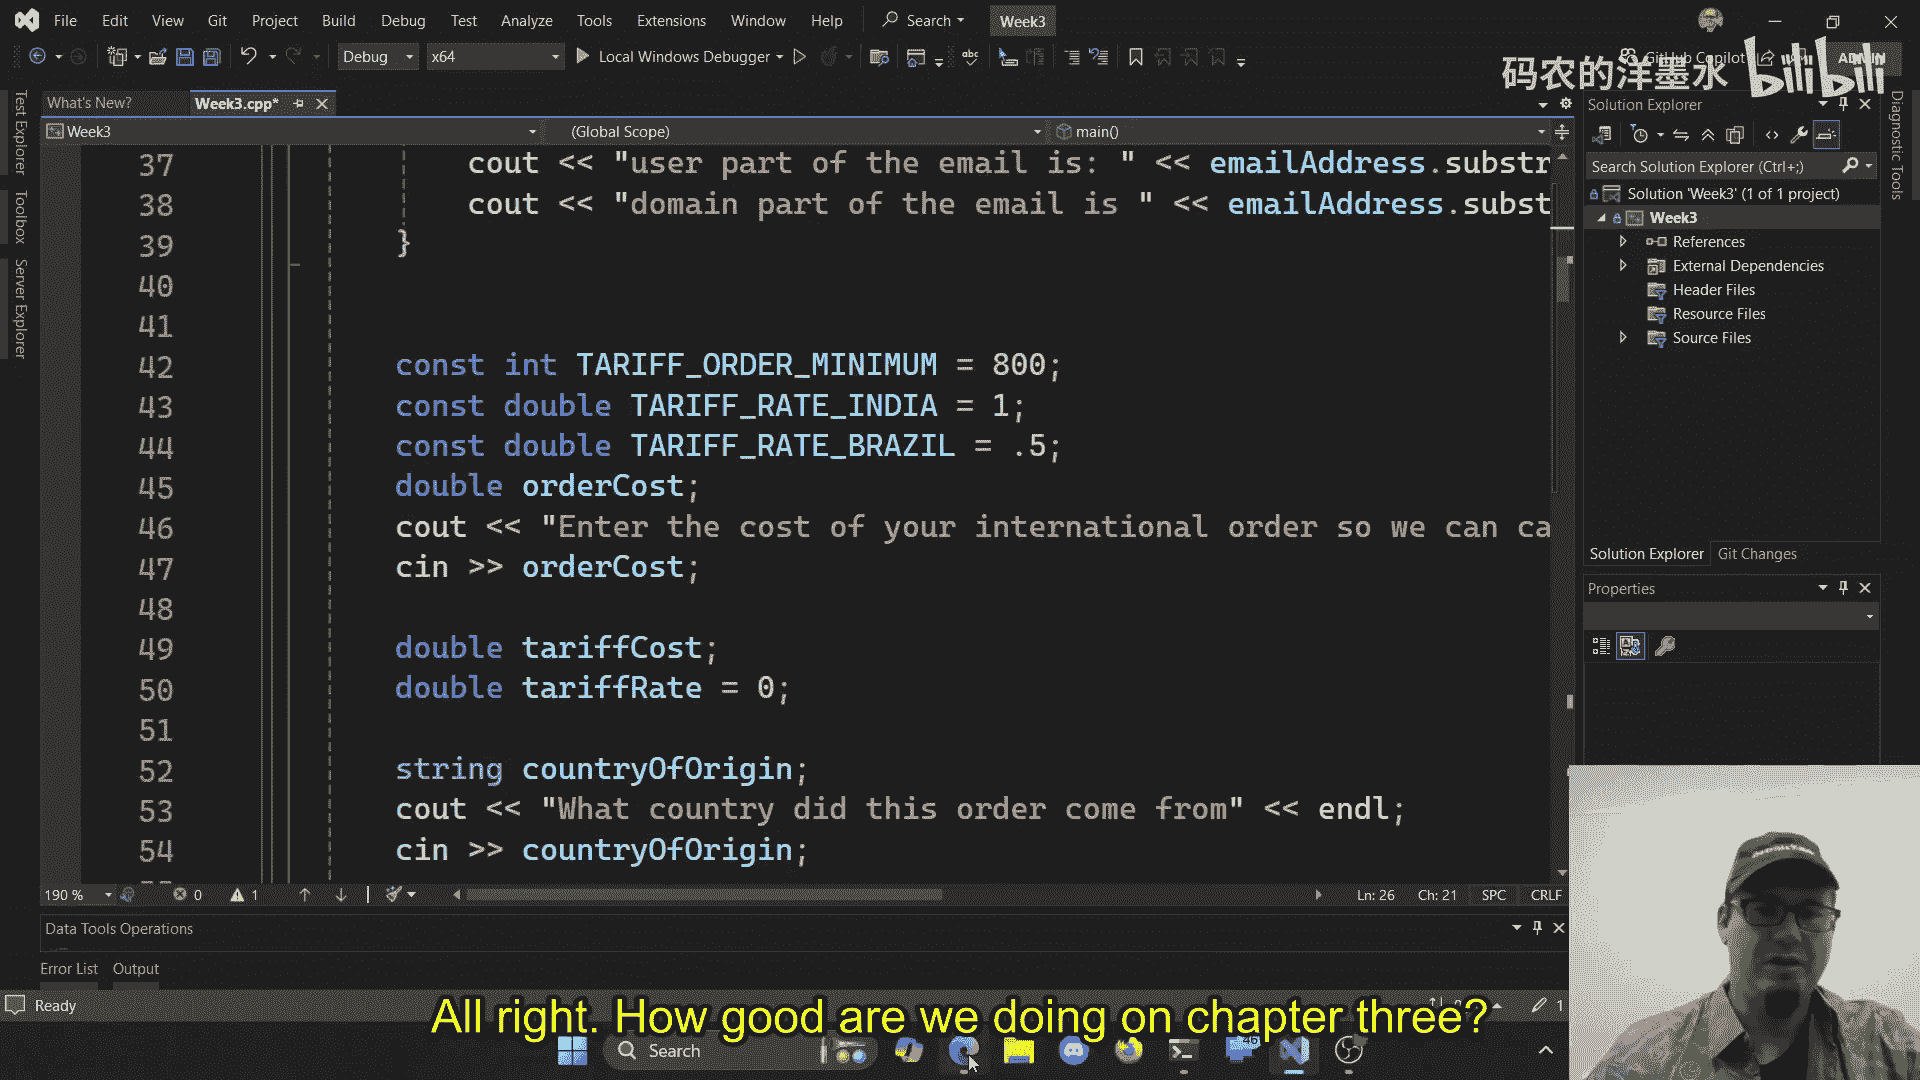 File Edit View Git Project Build Debug Test Analyze Tools Extensions Window Help Search Week3
Debug x64 Local Windows Debugger GitHub Copilot
码农的洋墨水 bilibili
What's New? Week3.cpp*
Week3 (Global Scope) main()
37 cout << "user part of the email is: " << emailAddress.substr
38 cout << "domain part of the email is " << emailAddress.subst
39 }
40
41
42 const int TARIFF_ORDER_MINIMUM = 800;
43 const double TARIFF_RATE_INDIA = 1;
44 const double TARIFF_RATE_BRAZIL = .5;
45 double orderCost;
46 cout << "Enter the cost of your international order so we can ca
47 cin >> orderCost;
48
49 double tariffCost;
50 double tariffRate = 0;
51
52 string countryOfOrigin;
53 cout << "What country did this order come from" << endl;
54 cin >> countryOfOrigin;
190 % 0 1 Ln: 26 Ch: 21 SPC CRLF
Test Explorer
Toolbox
Server Explorer
Solution Explorer
Search Solution Explorer (Ctrl+;)
Solution 'Week3' (1 of 1 project)
Week3
References
External Dependencies
Header Files
Resource Files
Source Files
Solution Explorer Git Changes
Properties
Diagnostic Tools
Data Tools Operations
Error List Output
Ready
All right. How good are we doing on chapter three?
Search